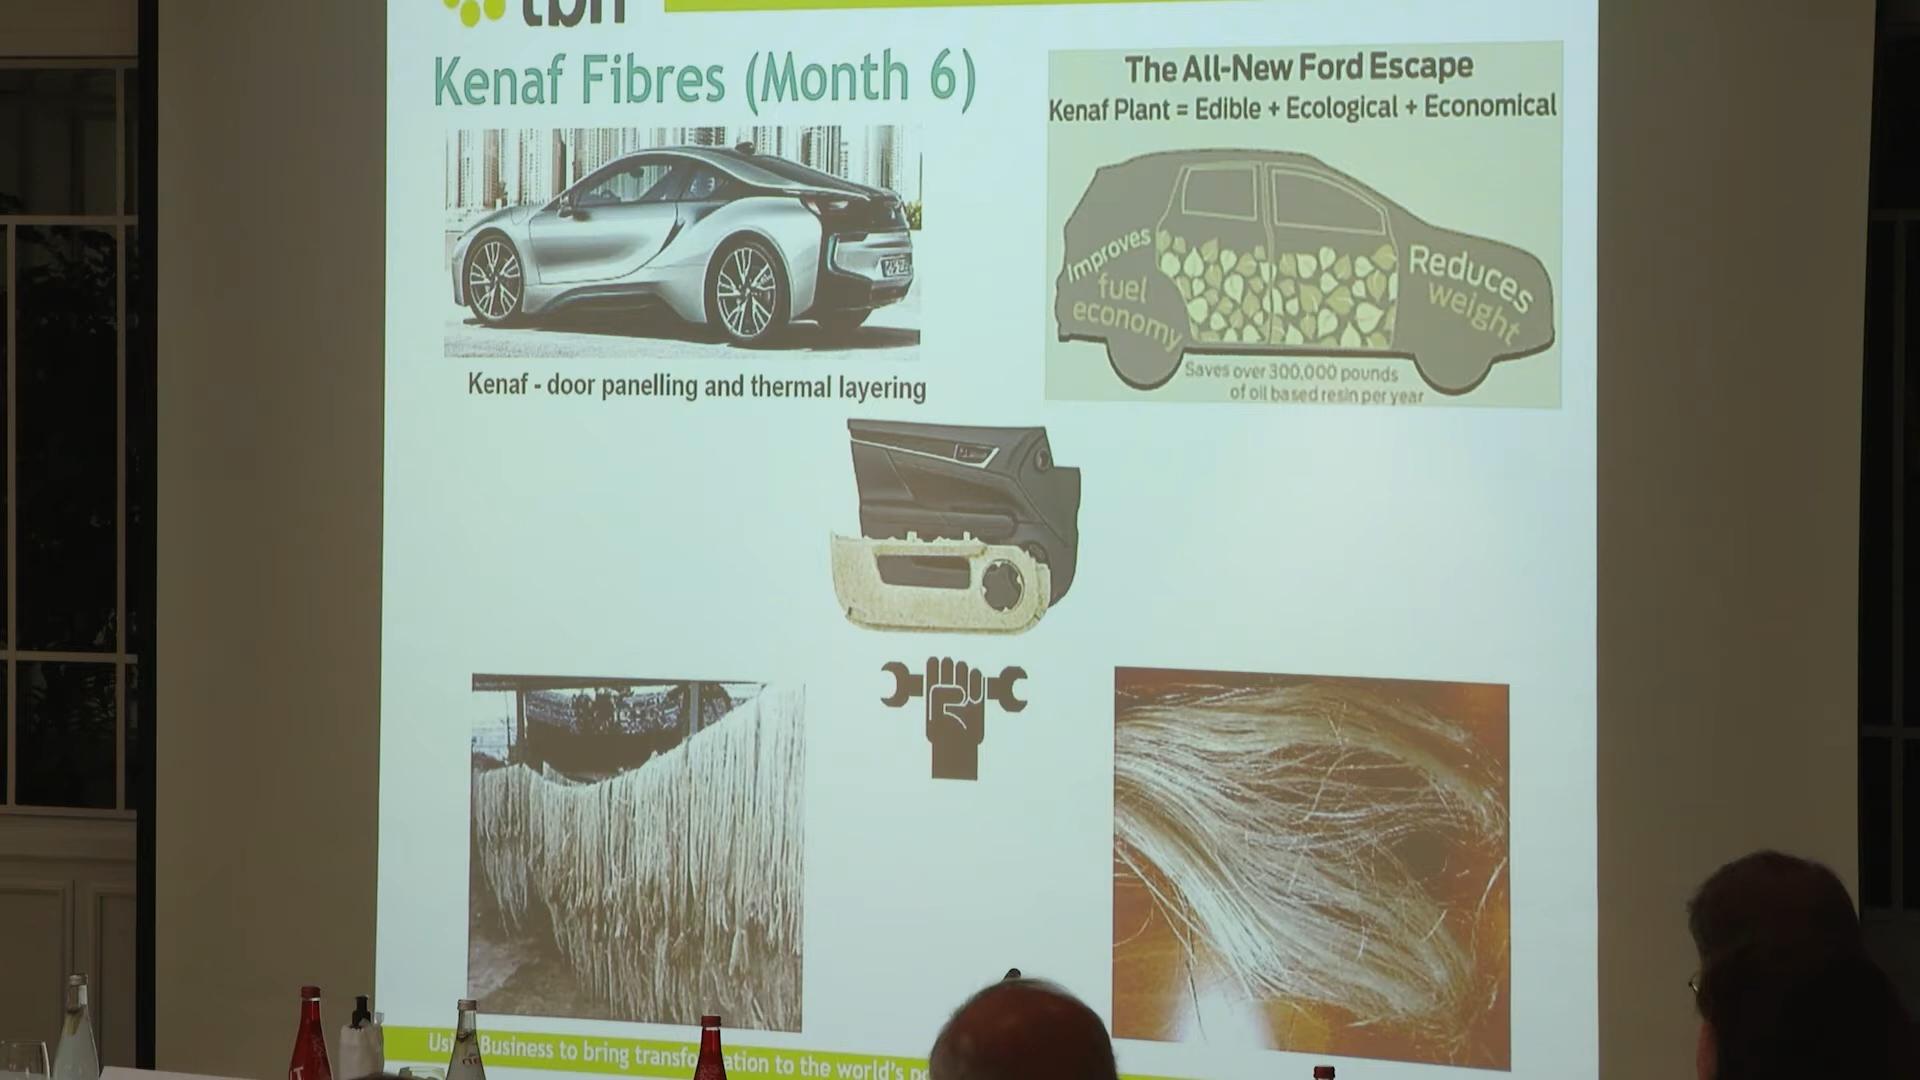 tbn
Kenaf Fibres (Month 6)
The All-New Ford Escape
Kenaf Plant = Edible + Ecological + Economical
Improves
fuel
economy
Reduces
weight
Saves over 300,000 pounds
of oil based resin per year
Kenaf - door panelling and thermal layering
Business to bring
to the world's